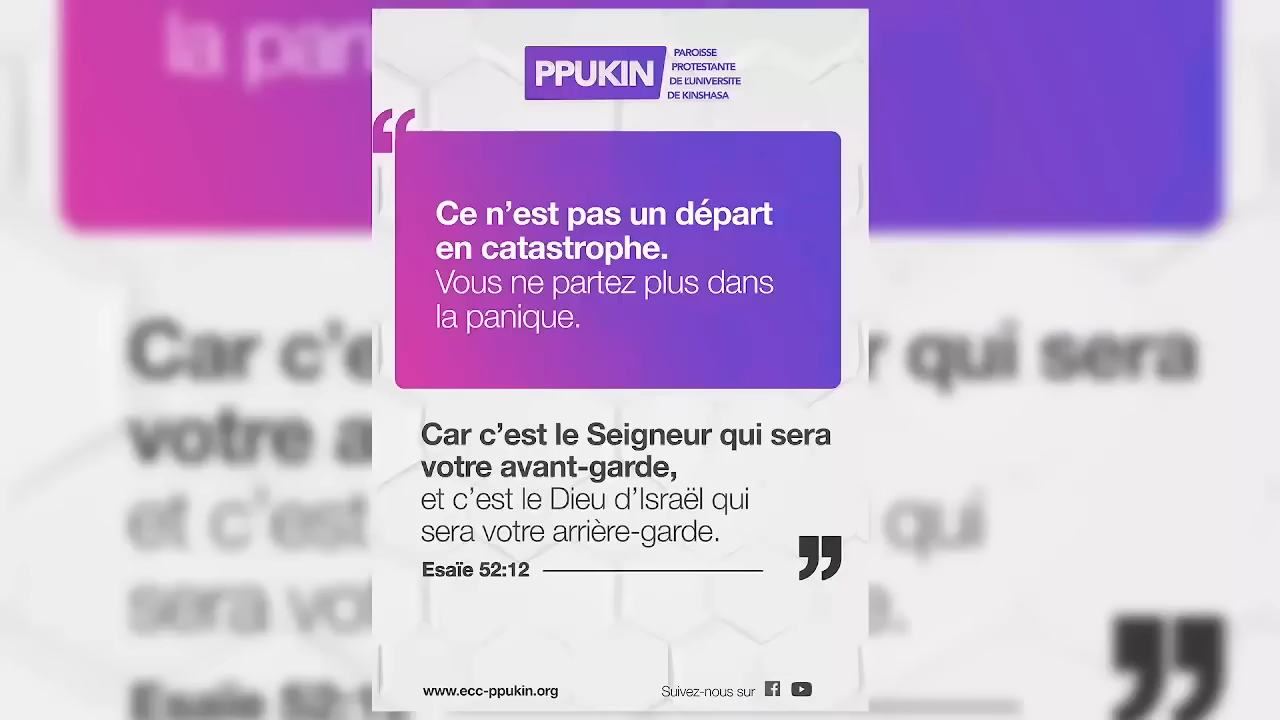 PPUKIN
PAROISSE
PROTESTANTE
DE L'UNIVERSITE
DE KINSHASA
“
Ce n’est pas un départ
en catastrophe.
Vous ne partez plus dans
la panique.
Car c’est le Seigneur qui sera
votre avant-garde,
et c’est le Dieu d’Israël qui
sera votre arrière-garde.
Esaïe 52:12
”
www.ecc-ppukin.org
Suivez-nous sur